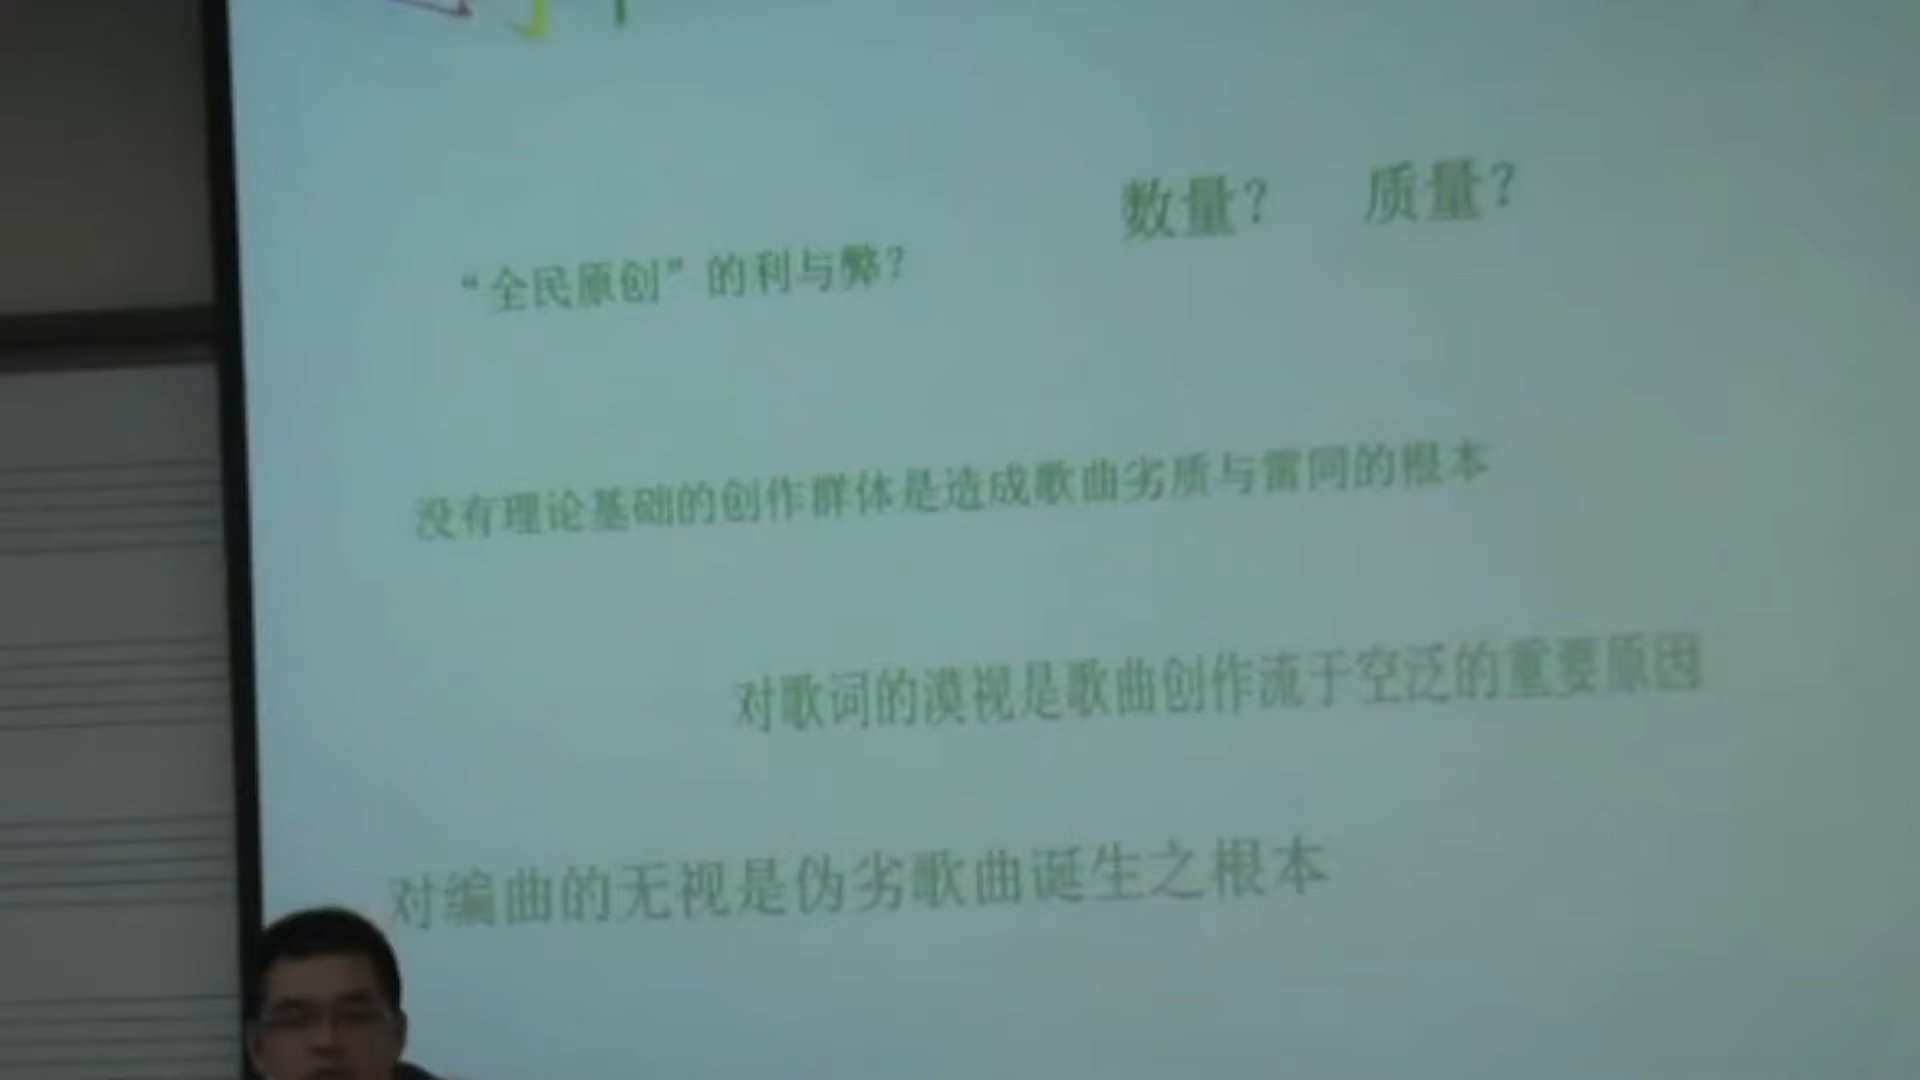 数量？ 质量？
“全民原创”的利与弊？
没有理论基础的创作群体是造成歌曲劣质与雷同的根本
对歌词的漠视是歌曲创作流于空泛的重要原因
对编曲的无视是伪劣歌曲诞生之根本